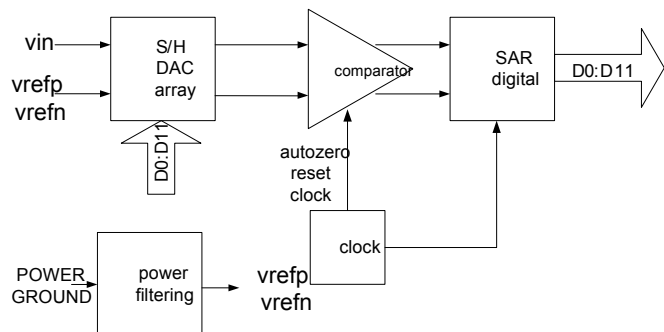 vin
vrefp
vrefn
S/H
DAC
array
D0:D11
comparator
autozero
reset
clock
SAR
digital
D0:D11
clock
POWER
GROUND
power
filtering
vrefp
vrefn